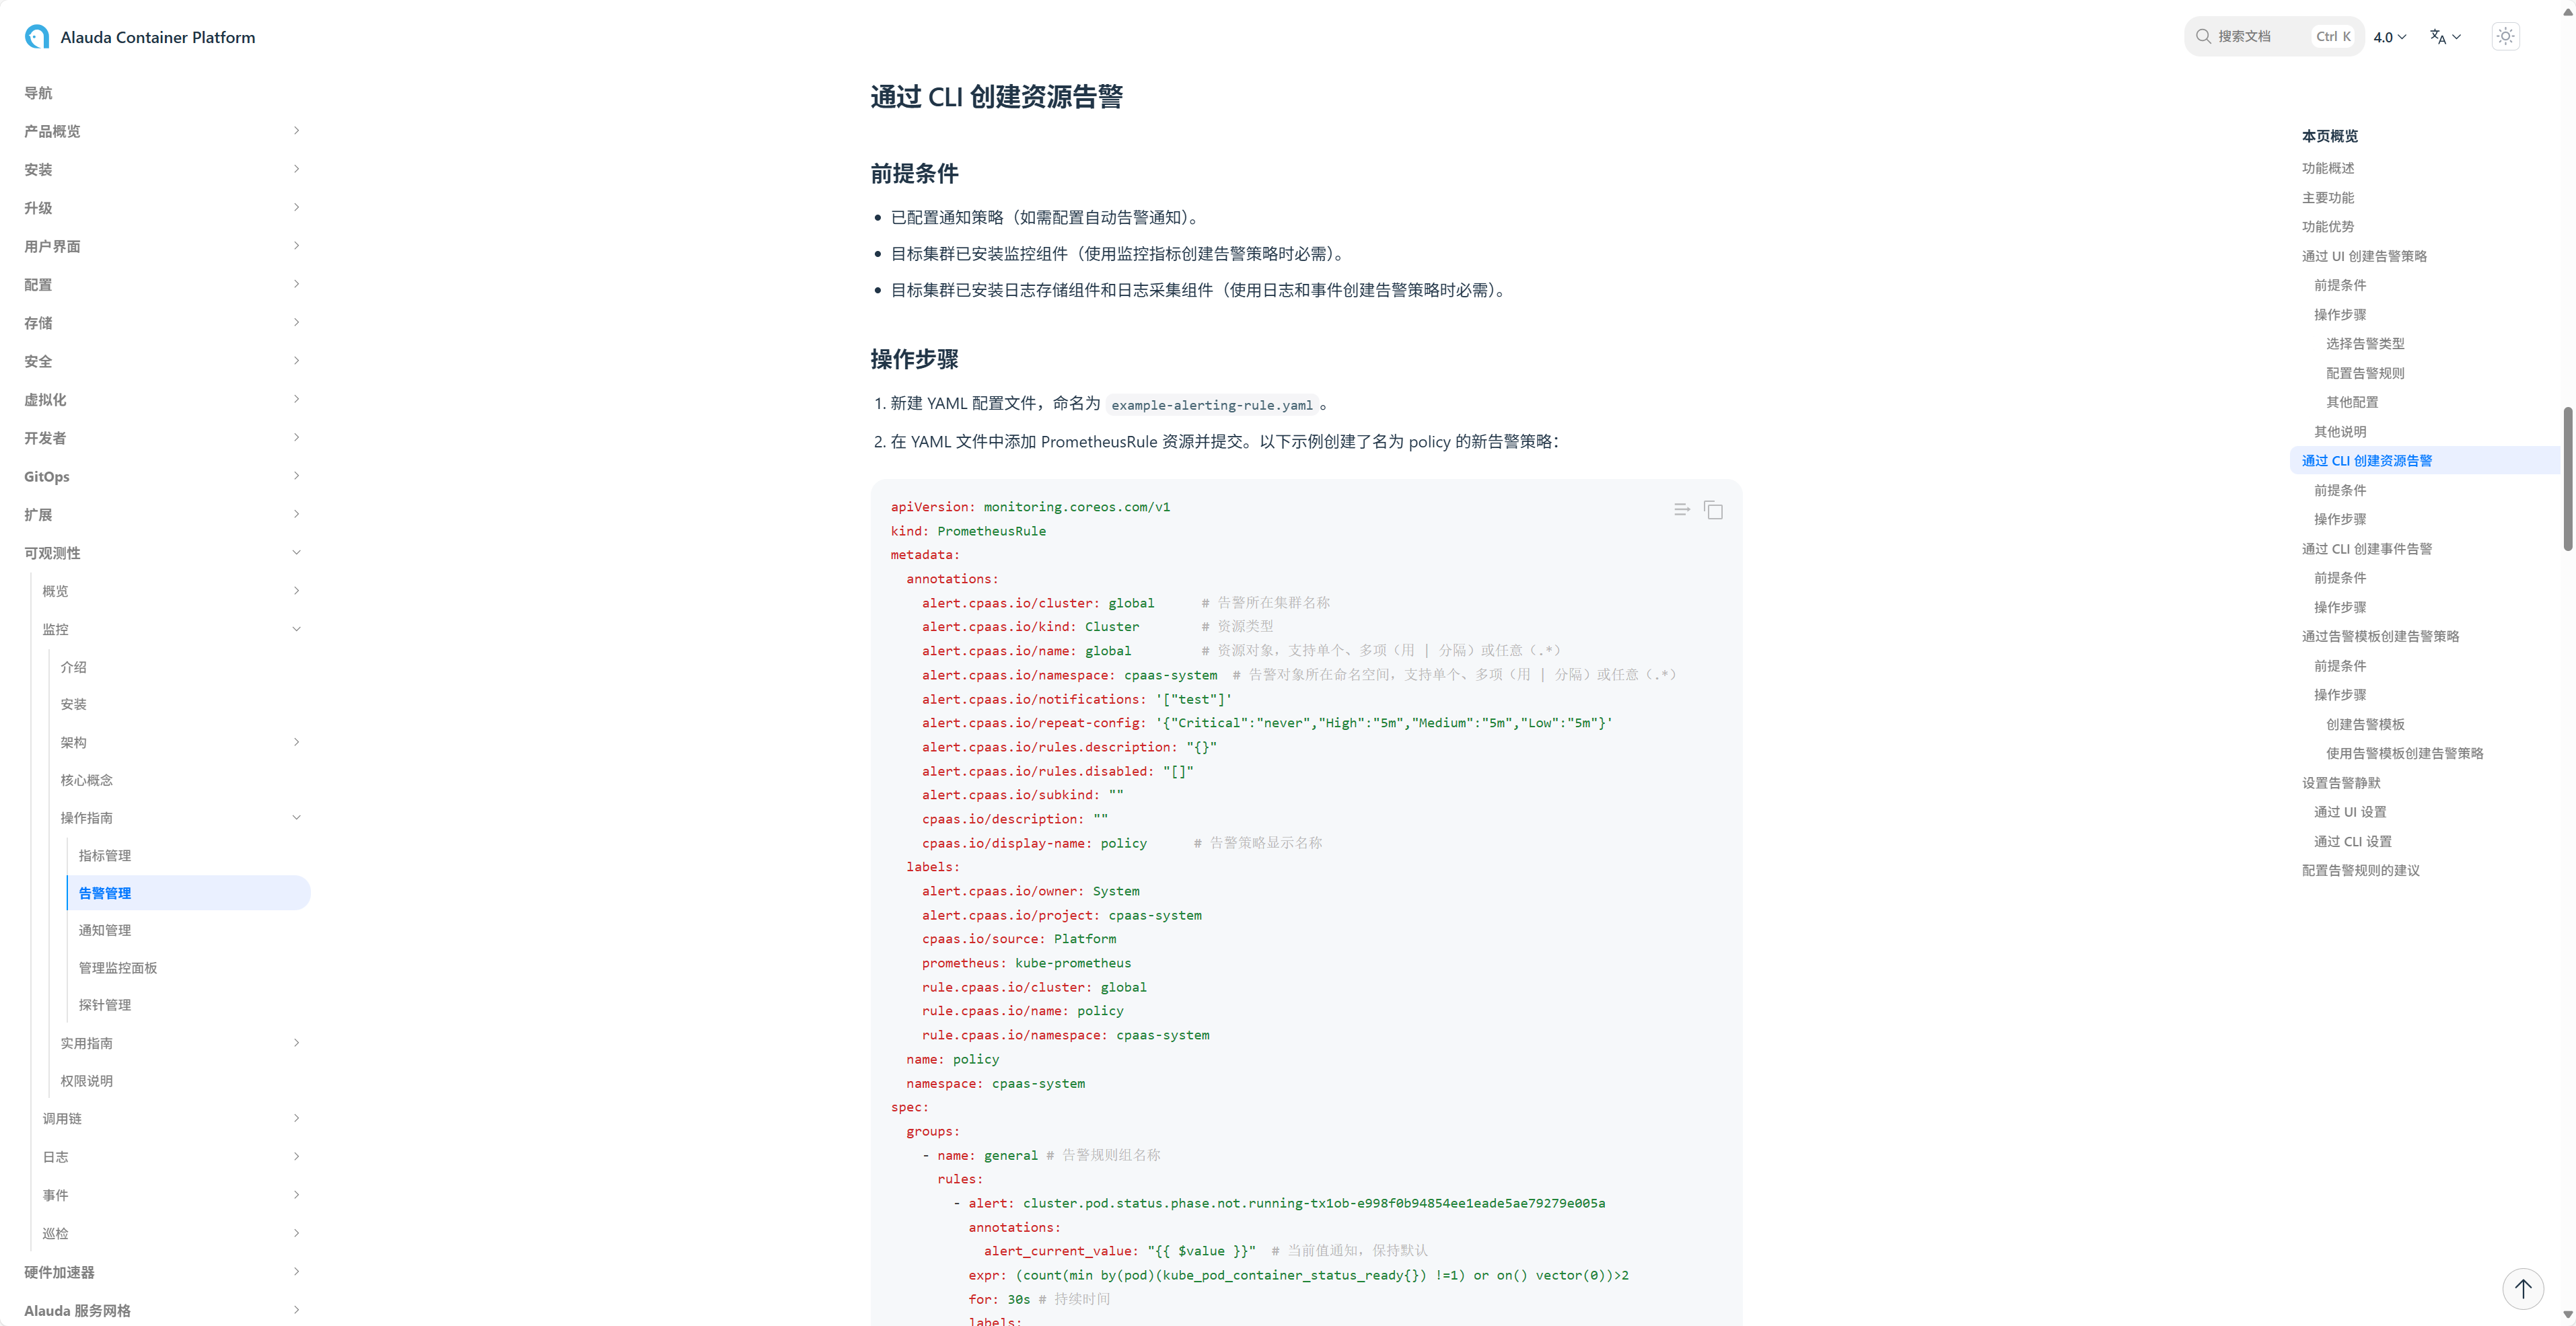 Alauda Container Platform
搜索文档
Ctrl K
4.0
导航
产品概览
安装
升级
用户界面
配置
存储
安全
虚拟化
开发者
GitOps
扩展
可观测性
概览
监控
介绍
安装
架构
核心概念
操作指南
指标管理
告警管理
通知管理
管理监控面板
探针管理
实用指南
权限说明
调用链
日志
事件
巡检
硬件加速器
Alauda 服务网格
通过 CLI 创建资源告警
前提条件
• 已配置通知策略（如需配置自动告警通知）。
• 目标集群已安装监控组件（使用监控指标创建告警策略时必需）。
• 目标集群已安装日志存储组件和日志采集组件（使用日志和事件创建告警策略时必需）。
操作步骤
1. 新建 YAML 配置文件，命名为 example-alerting-rule.yaml 。
2. 在 YAML 文件中添加 PrometheusRule 资源并提交。以下示例创建了名为 policy 的新告警策略：
apiVersion: monitoring.coreos.com/v1
kind: PrometheusRule
metadata:
  annotations:
    alert.cpaas.io/cluster: global      # 告警所在集群名称
    alert.cpaas.io/kind: Cluster        # 资源类型
    alert.cpaas.io/name: global         # 资源对象，支持单个、多项（用 | 分隔）或任意（.*）
    alert.cpaas.io/namespace: cpaas-system  # 告警对象所在命名空间，支持单个、多项（用 | 分隔）或任意（.*）
    alert.cpaas.io/notifications: '["test"]'
    alert.cpaas.io/repeat-config: '{"Critical":"never","High":"5m","Medium":"5m","Low":"5m"}'
    alert.cpaas.io/rules.description: "{}"
    alert.cpaas.io/rules.disabled: "[]"
    alert.cpaas.io/subkind: ""
    cpaas.io/description: ""
    cpaas.io/display-name: policy      # 告警策略显示名称
  labels:
    alert.cpaas.io/owner: System
    alert.cpaas.io/project: cpaas-system
    cpaas.io/source: Platform
    prometheus: kube-prometheus
    rule.cpaas.io/cluster: global
    rule.cpaas.io/name: policy
    rule.cpaas.io/namespace: cpaas-system
  name: policy
  namespace: cpaas-system
spec:
  groups:
    - name: general # 告警规则组名称
      rules:
        - alert: cluster.pod.status.phase.not.running-tx1ob-e998f0b94854ee1eade5ae79279e005a
          annotations:
            alert_current_value: "{{ $value }}"  # 当前值通知，保持默认
          expr: (count(min by(pod)(kube_pod_container_status_ready{}) !=1) or on() vector(0))>2
          for: 30s # 持续时间
          labels:
本页概览
功能概述
主要功能
功能优势
通过 UI 创建告警策略
前提条件
操作步骤
选择告警类型
配置告警规则
其他配置
其他说明
通过 CLI 创建资源告警
前提条件
操作步骤
通过 CLI 创建事件告警
前提条件
操作步骤
通过告警模板创建告警策略
前提条件
操作步骤
创建告警模板
使用告警模板创建告警策略
设置告警静默
通过 UI 设置
通过 CLI 设置
配置告警规则的建议